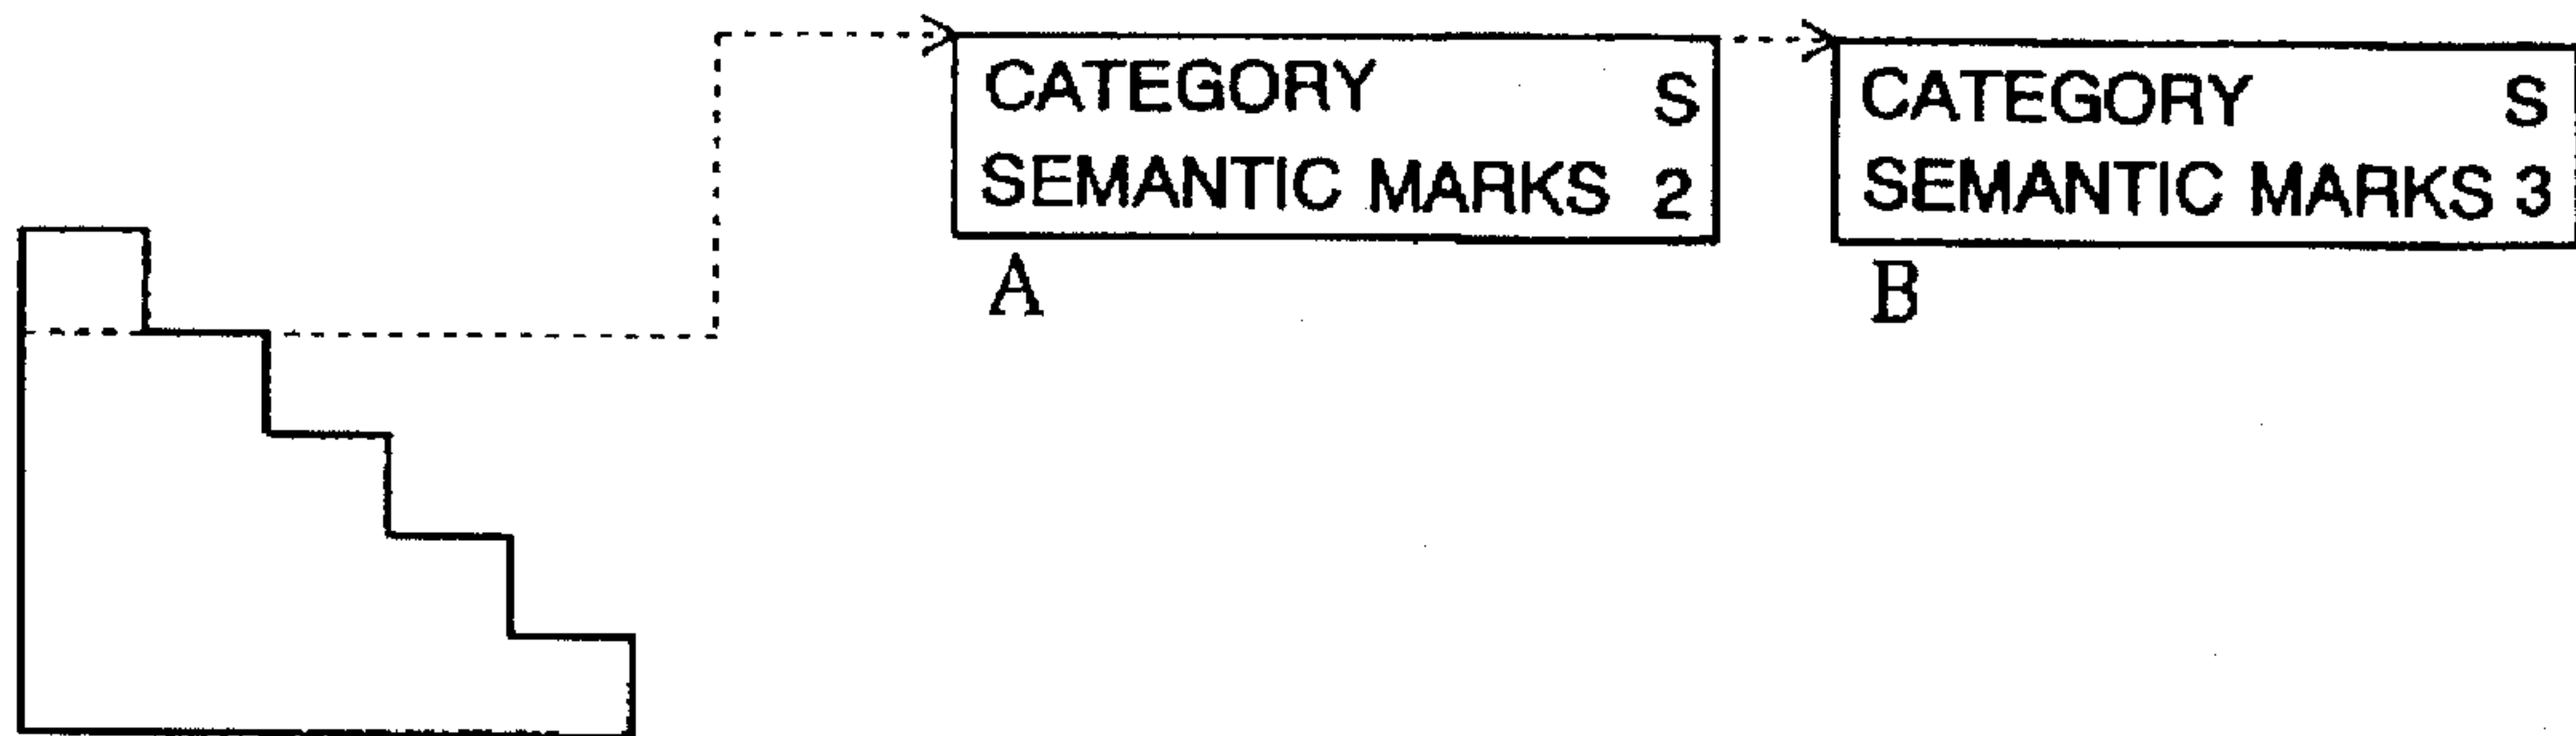 CATEGORY S
SEMANTIC MARKS 2
A
CATEGORY S
SEMANTIC MARKS 3
B